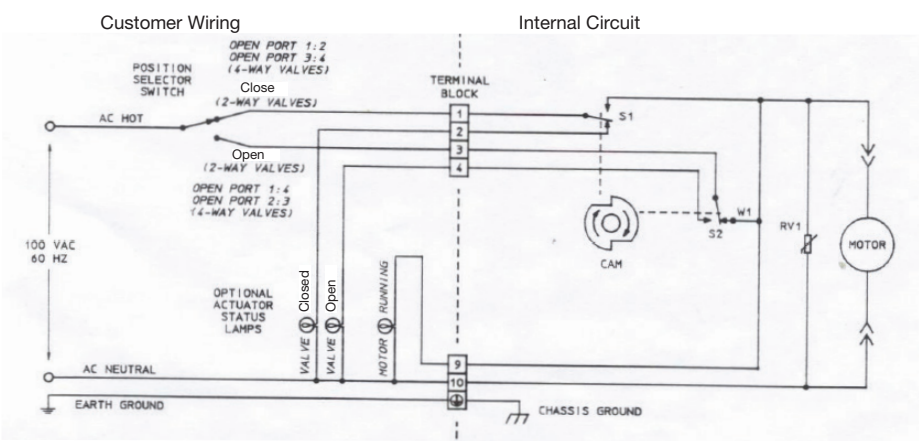 Customer Wiring
Internal Circuit
OPEN PORT 1:2
OPEN PORT 3:4
(4-WAY VALVES)
POSITION
SELECTOR
SWITCH
Close
(2-WAY VALVES)
TERMINAL
BLOCK
AC HOT
1
2
3
4
S1
Open
(2-WAY VALVES)
OPEN PORT 1:4
OPEN PORT 2:3
(4-WAY VALVES)
W1
S2
CAM
RV1
MOTOR
100 VAC
60 HZ
OPTIONAL
ACTUATOR
STATUS
LAMPS
VALVE Closed
VALVE Open
MOTOR RUNNING
9
10
AC NEUTRAL
EARTH GROUND
CHASSIS GROUND